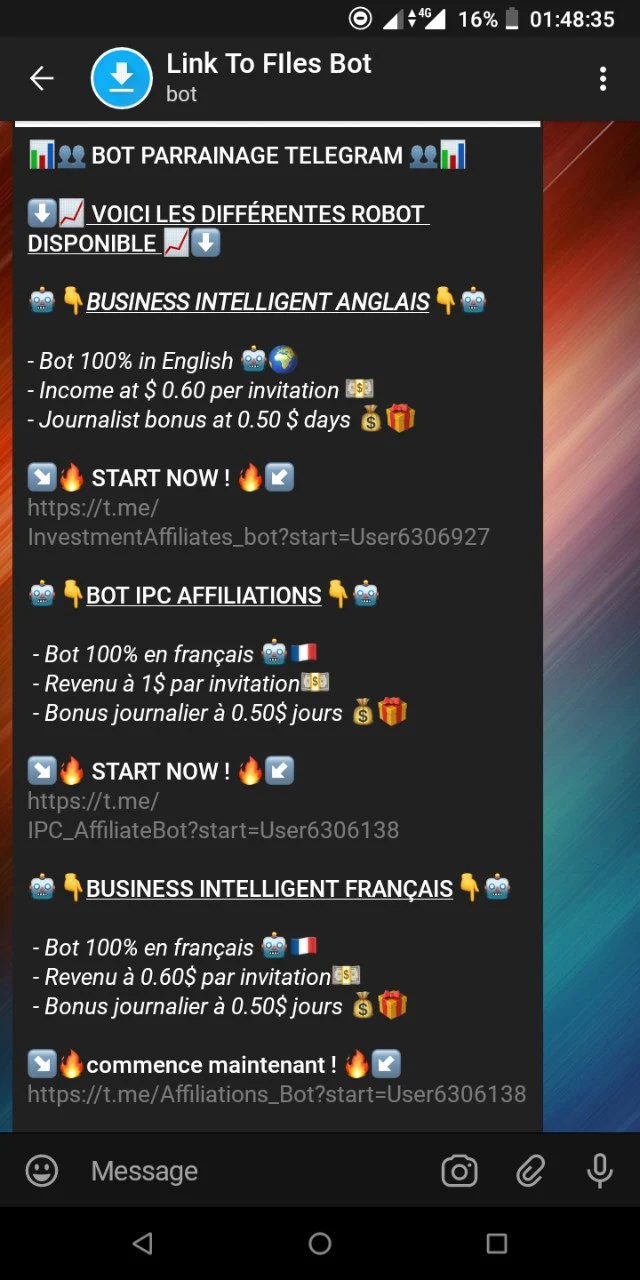 4G 16% 01:48:35
Link To FIles Bot
bot
📊👥 BOT PARRAINAGE TELEGRAM 👥📊
⬇️📈 VOICI LES DIFFÉRENTES ROBOT
DISPONIBLE 📈⬇️
🤖 👇BUSINESS INTELLIGENT ANGLAIS👇🤖
- Bot 100% in English 🤖🌍
- Income at $ 0.60 per invitation 💵
- Journalist bonus at 0.50 $ days 💰🎁
↘️🔥 START NOW ! 🔥↙️
https://t.me/
InvestmentAffiliates_bot?start=User6306927
🤖 👇BOT IPC AFFILIATIONS👇🤖
- Bot 100% en français 🤖🇫🇷
- Revenu à 1$ par invitation💵
- Bonus journalier à 0.50$ jours 💰🎁
↘️🔥 START NOW ! 🔥↙️
https://t.me/
IPC_AffiliateBot?start=User6306138
🤖 👇BUSINESS INTELLIGENT FRANÇAIS👇🤖
- Bot 100% en français 🤖🇫🇷
- Revenu à 0.60$ par invitation💵
- Bonus journalier à 0.50$ jours 💰🎁
↘️🔥commence maintenant ! 🔥↙️
https://t.me/Affiliations_Bot?start=User6306138
Message